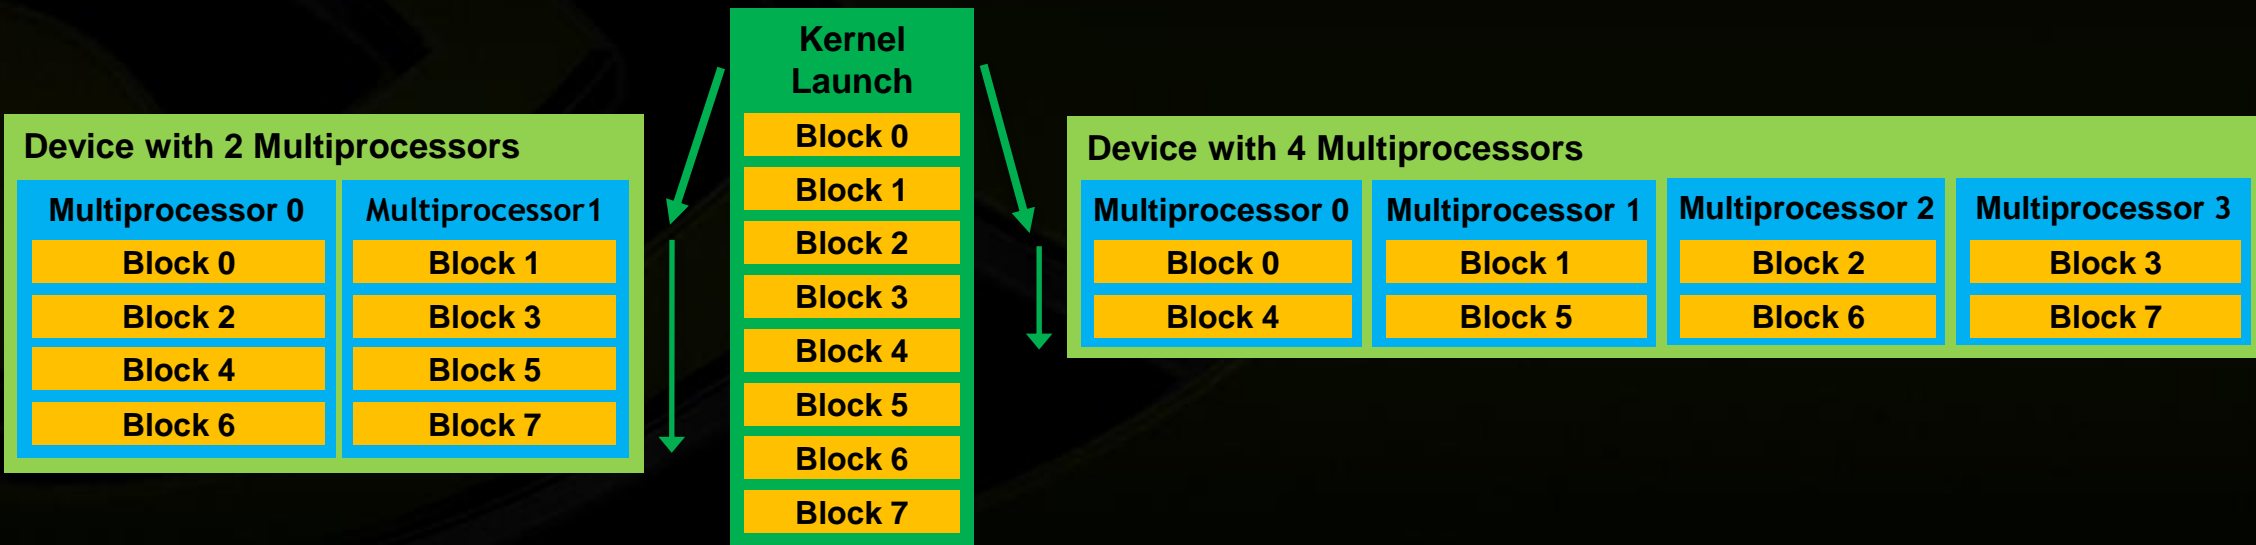 Device with 2 Multiprocessors
Multiprocessor 0
Block 0
Block 2
Block 4
Block 6
Multiprocessor1
Block 1
Block 3
Block 5
Block 7
Kernel
Launch
Block 0
Block 1
Block 2
Block 3
Block 4
Block 5
Block 6
Block 7
Device with 4 Multiprocessors
Multiprocessor 0
Block 0
Block 4
Multiprocessor 1
Block 1
Block 5
Multiprocessor 2
Block 2
Block 6
Multiprocessor 3
Block 3
Block 7